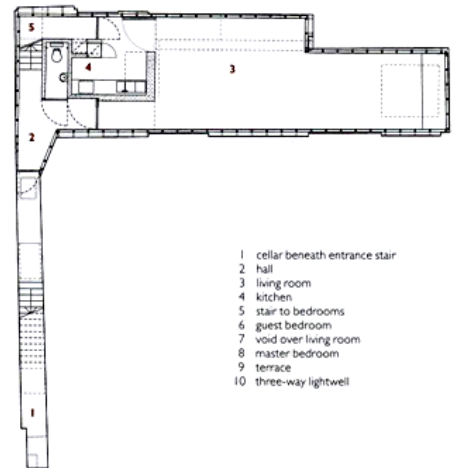 5
4
3
2
1
1 cellar beneath entrance stair
2 hall
3 living room
4 kitchen
5 stair to bedrooms
6 guest bedroom
7 void over living room
8 master bedroom
9 terrace
10 three-way lightwell